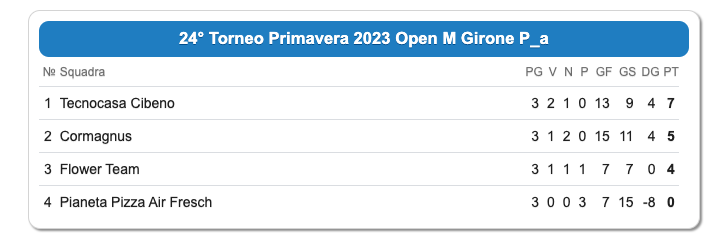 24° Torneo Primavera 2023 Open M Girone P_a
№ Squadra PG V N P GF GS DG PT
1 Tecnocasa Cibeno 3 2 1 0 13 9 4 7
2 Cormagnus 3 1 2 0 15 11 4 5
3 Flower Team 3 1 1 1 7 7 0 4
4 Pianeta Pizza Air Fresch 3 0 0 3 7 15 -8 0